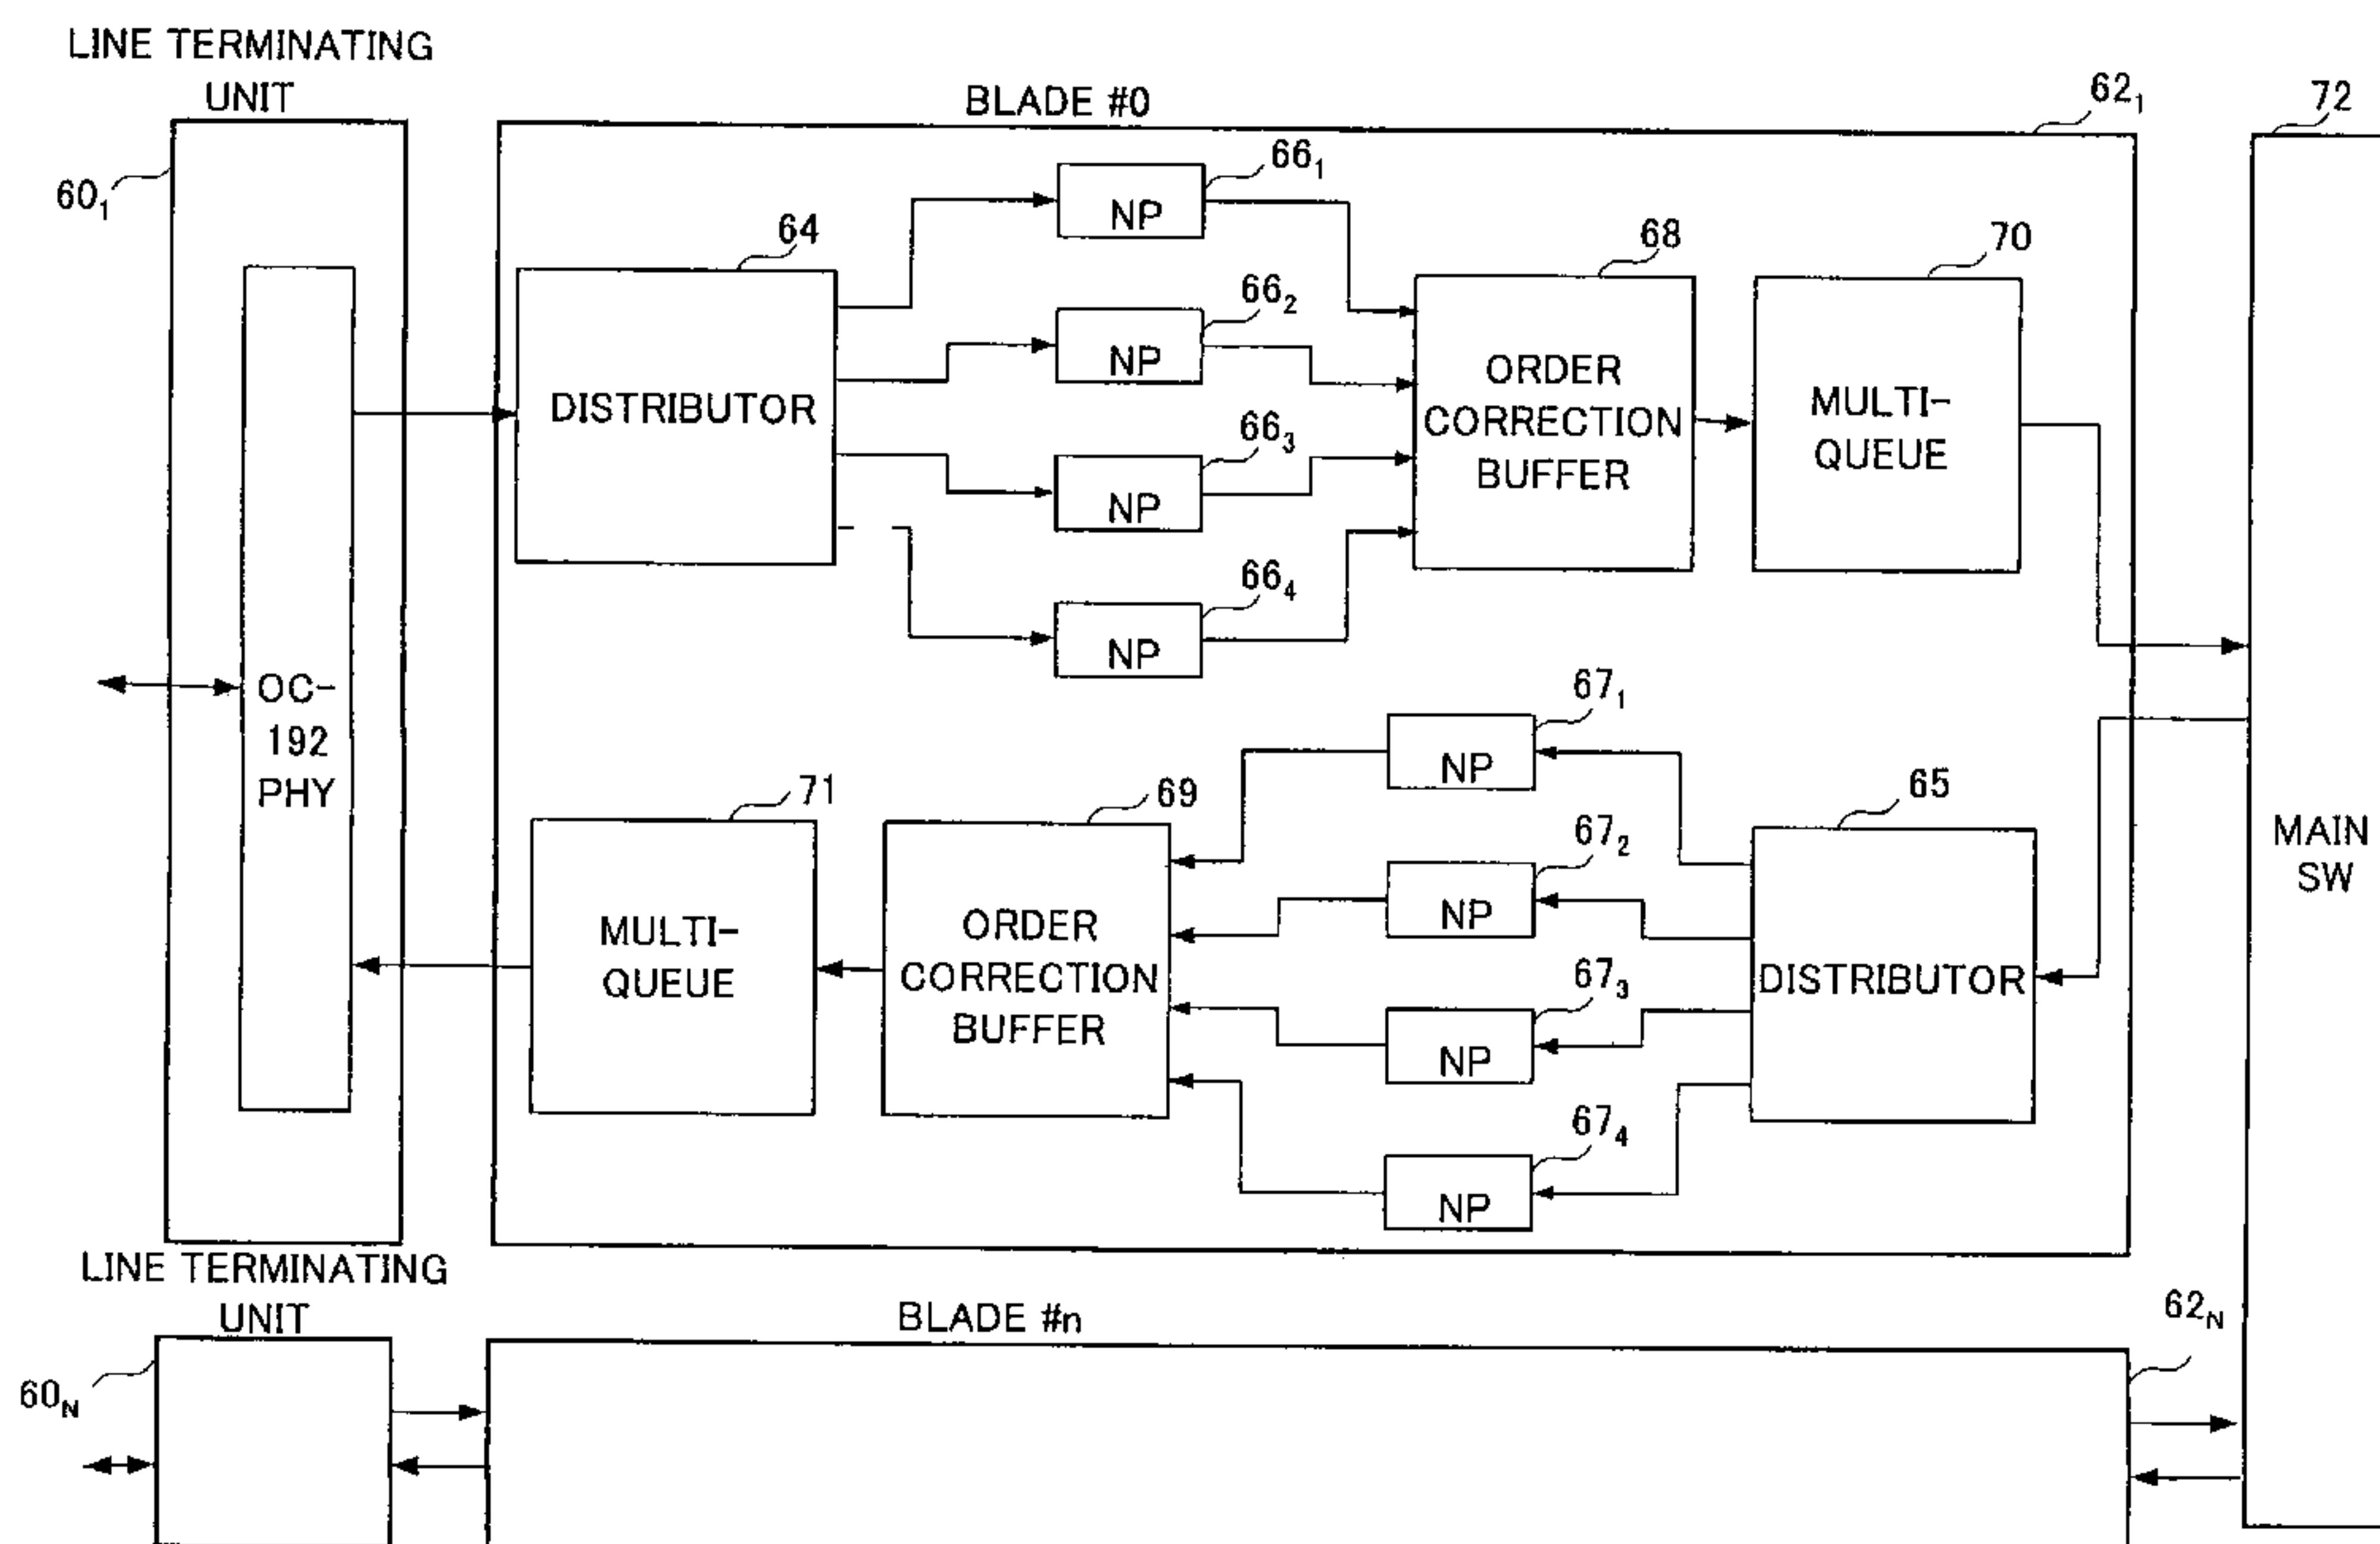 LINE TERMINATING
UNIT
BLADE #0
62₁
72
60₁
66₁
NP
64
68
70
66₂
NP
DISTRIBUTOR
ORDER
CORRECTION
BUFFER
MULTI-
QUEUE
66₃
NP
66₄
NP
OC-
192
PHY
67₁
NP
71
69
65
67₂
NP
MAIN
SW
MULTI-
QUEUE
ORDER
CORRECTION
BUFFER
DISTRIBUTOR
67₃
NP
67₄
NP
LINE TERMINATING
UNIT
BLADE #n
62N
60N